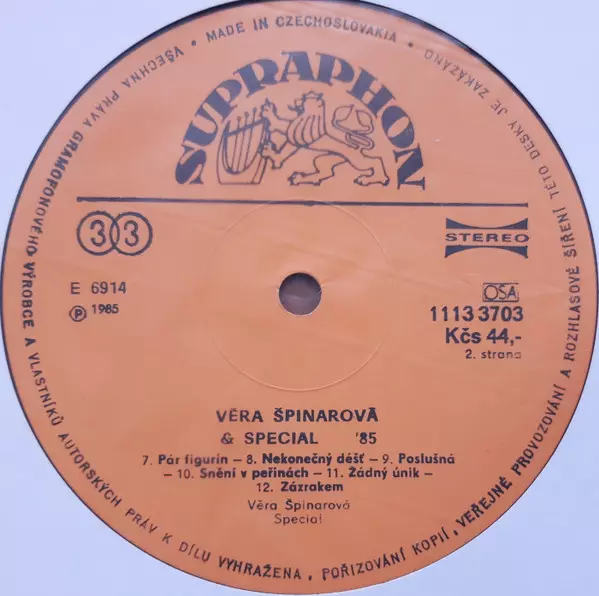 VŠECHNA PRÁVA GRAMOFONOVÉHO VÝROBCE A VLASTNÍKŮ AUTORSKÝCH PRÁV K DÍLU VYHRAŽENA, POŘIZOVÁNÍ KOPIÍ, VEŘEJNÉ PROVOZOVÁNÍ A ROZHLASOVÉ ŠÍŘENÍ TÉTO DESKY JE ZAKÁZÁNO • MADE IN CZECHOSLOVAKIA •
SUPRAPHON
33
STEREO
E 6914
Ⓟ 1985
OSA
1113 3703
Kčs 44,-
2. strana
VĚRA ŠPINAROVÁ
& SPECIAL '85
7. Pár figurín – 8. Nekonečný déšť – 9. Poslušná
– 10. Snění v peřinách – 11. Žádný únik –
12. Zázrakem
Věra Špinarová
Special